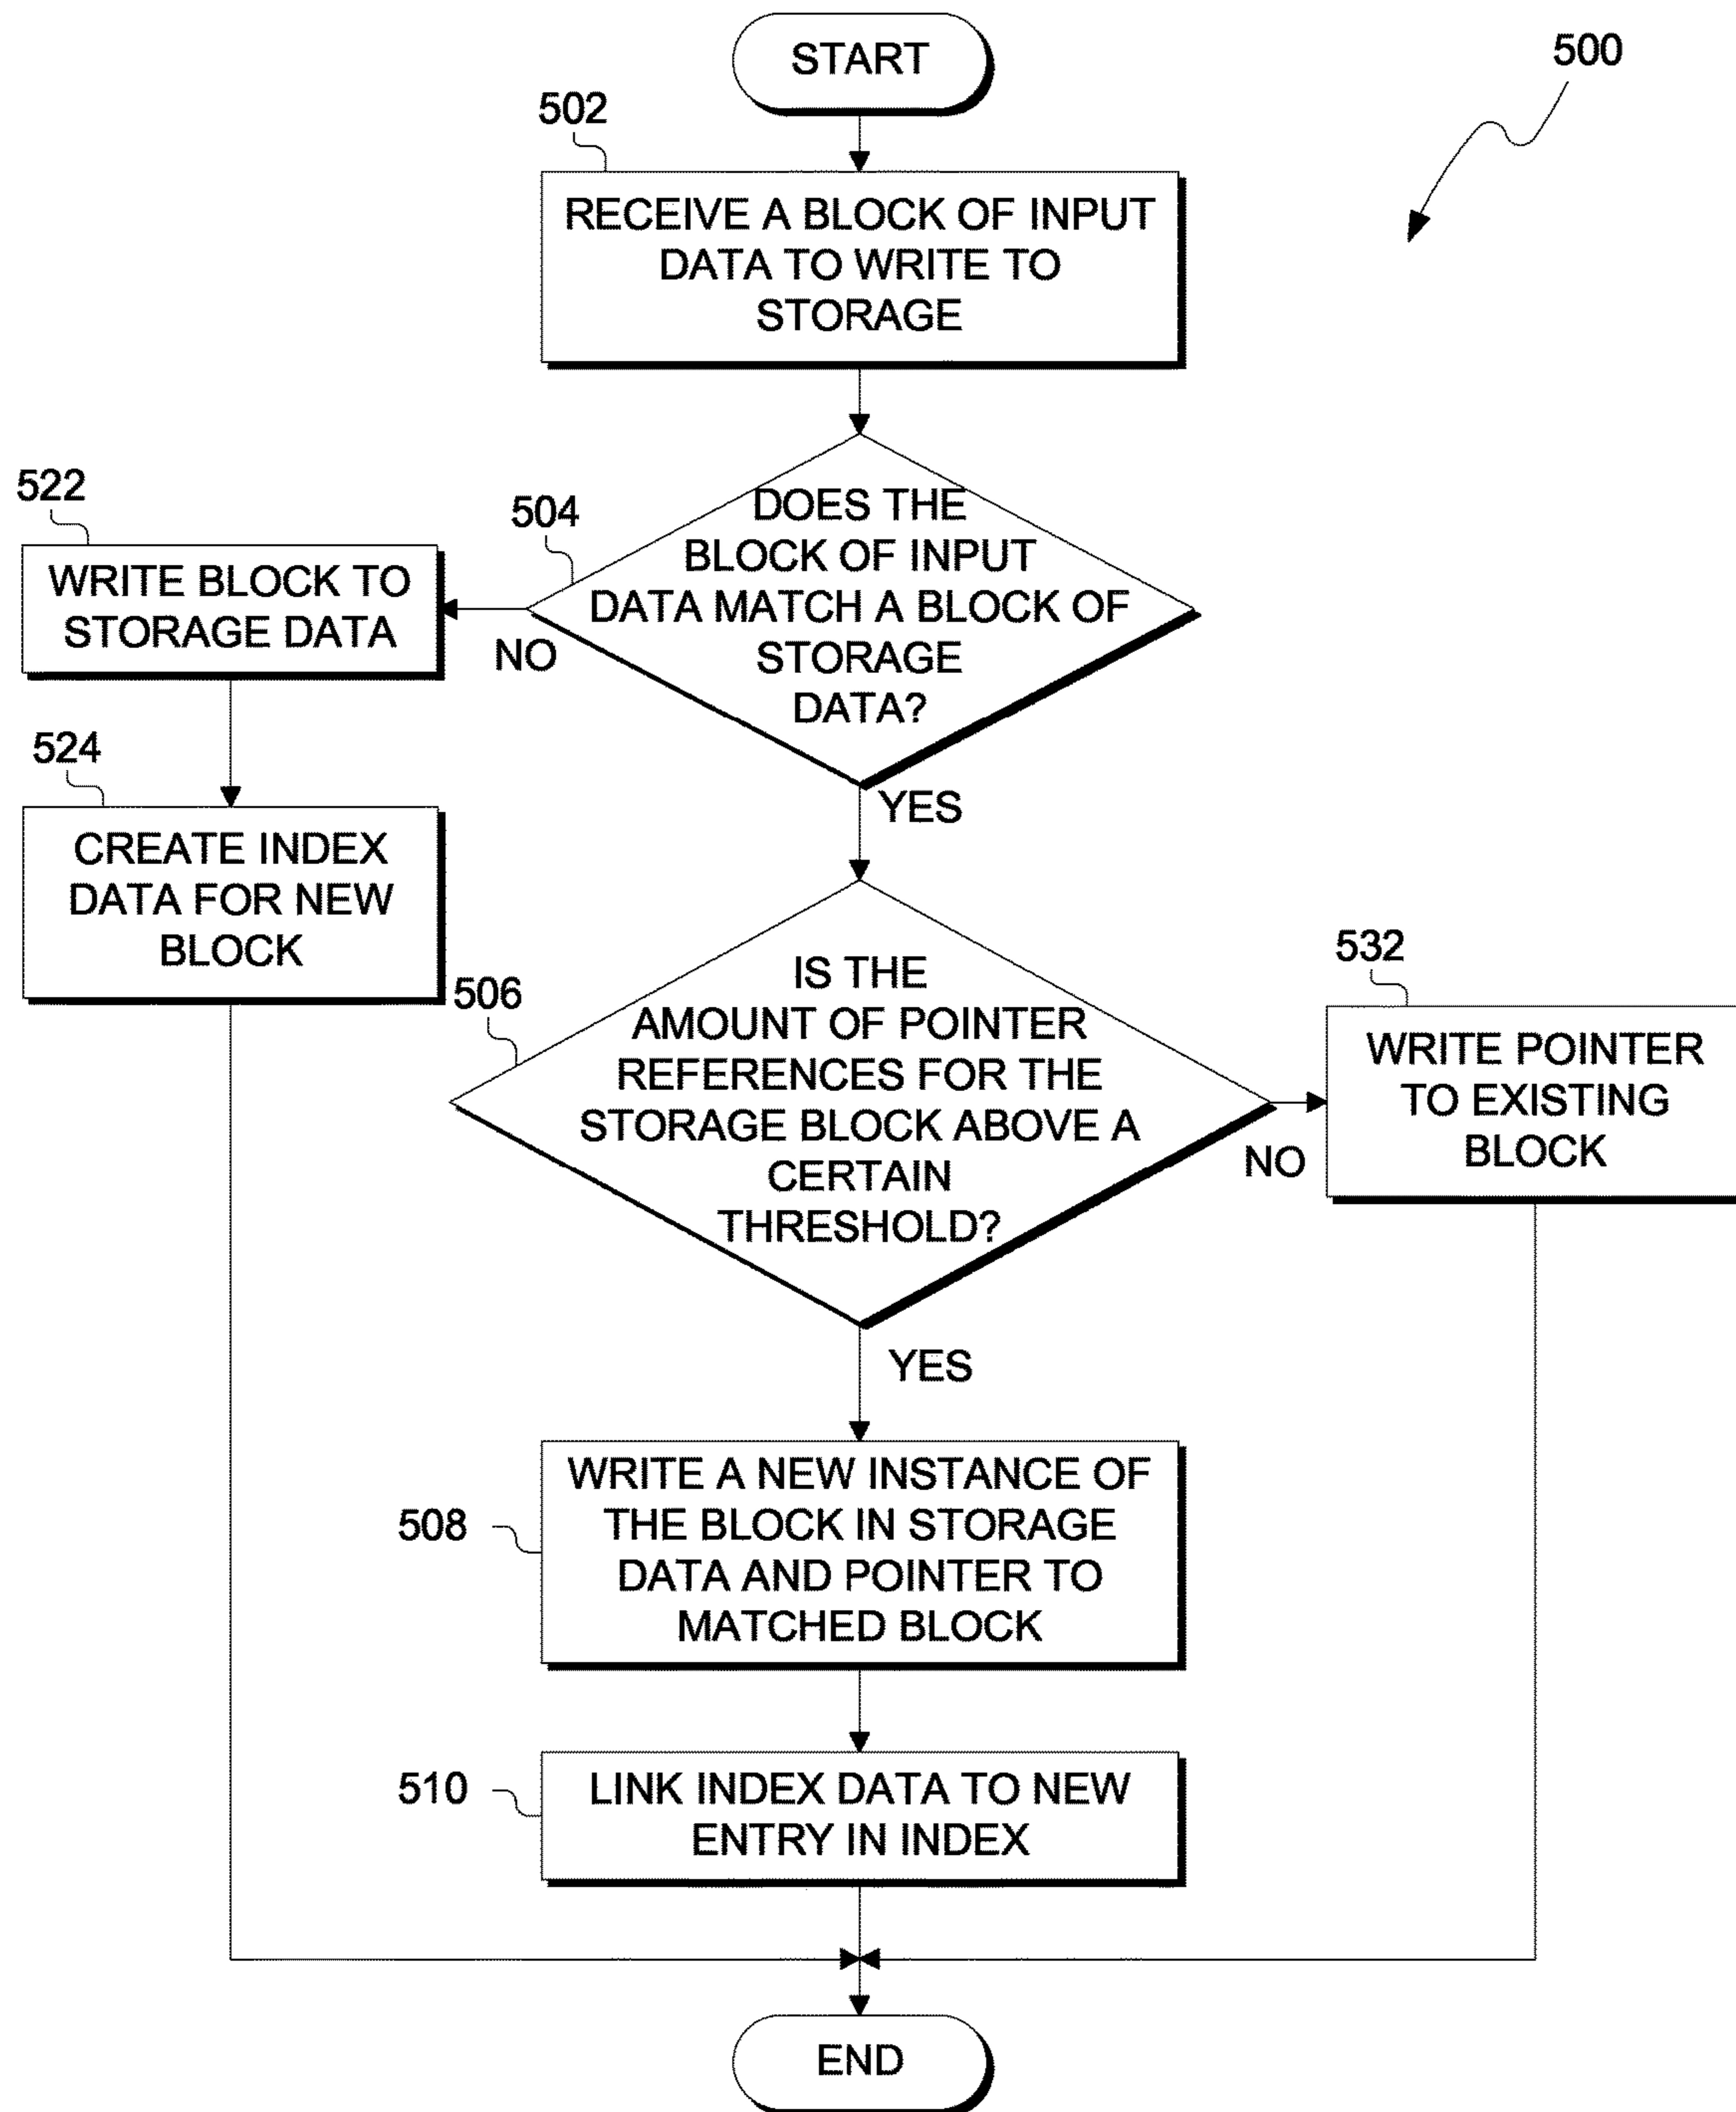 START
500
502
RECEIVE A BLOCK OF INPUT
DATA TO WRITE TO
STORAGE
522
504
DOES THE
BLOCK OF INPUT
DATA MATCH A BLOCK OF
STORAGE
DATA?
WRITE BLOCK TO
STORAGE DATA
NO
YES
524
CREATE INDEX
DATA FOR NEW
BLOCK
506
IS THE
AMOUNT OF POINTER
REFERENCES FOR THE
STORAGE BLOCK ABOVE A
CERTAIN
THRESHOLD?
532
WRITE POINTER
TO EXISTING
BLOCK
NO
YES
508
WRITE A NEW INSTANCE OF
THE BLOCK IN STORAGE
DATA AND POINTER TO
MATCHED BLOCK
510
LINK INDEX DATA TO NEW
ENTRY IN INDEX
END